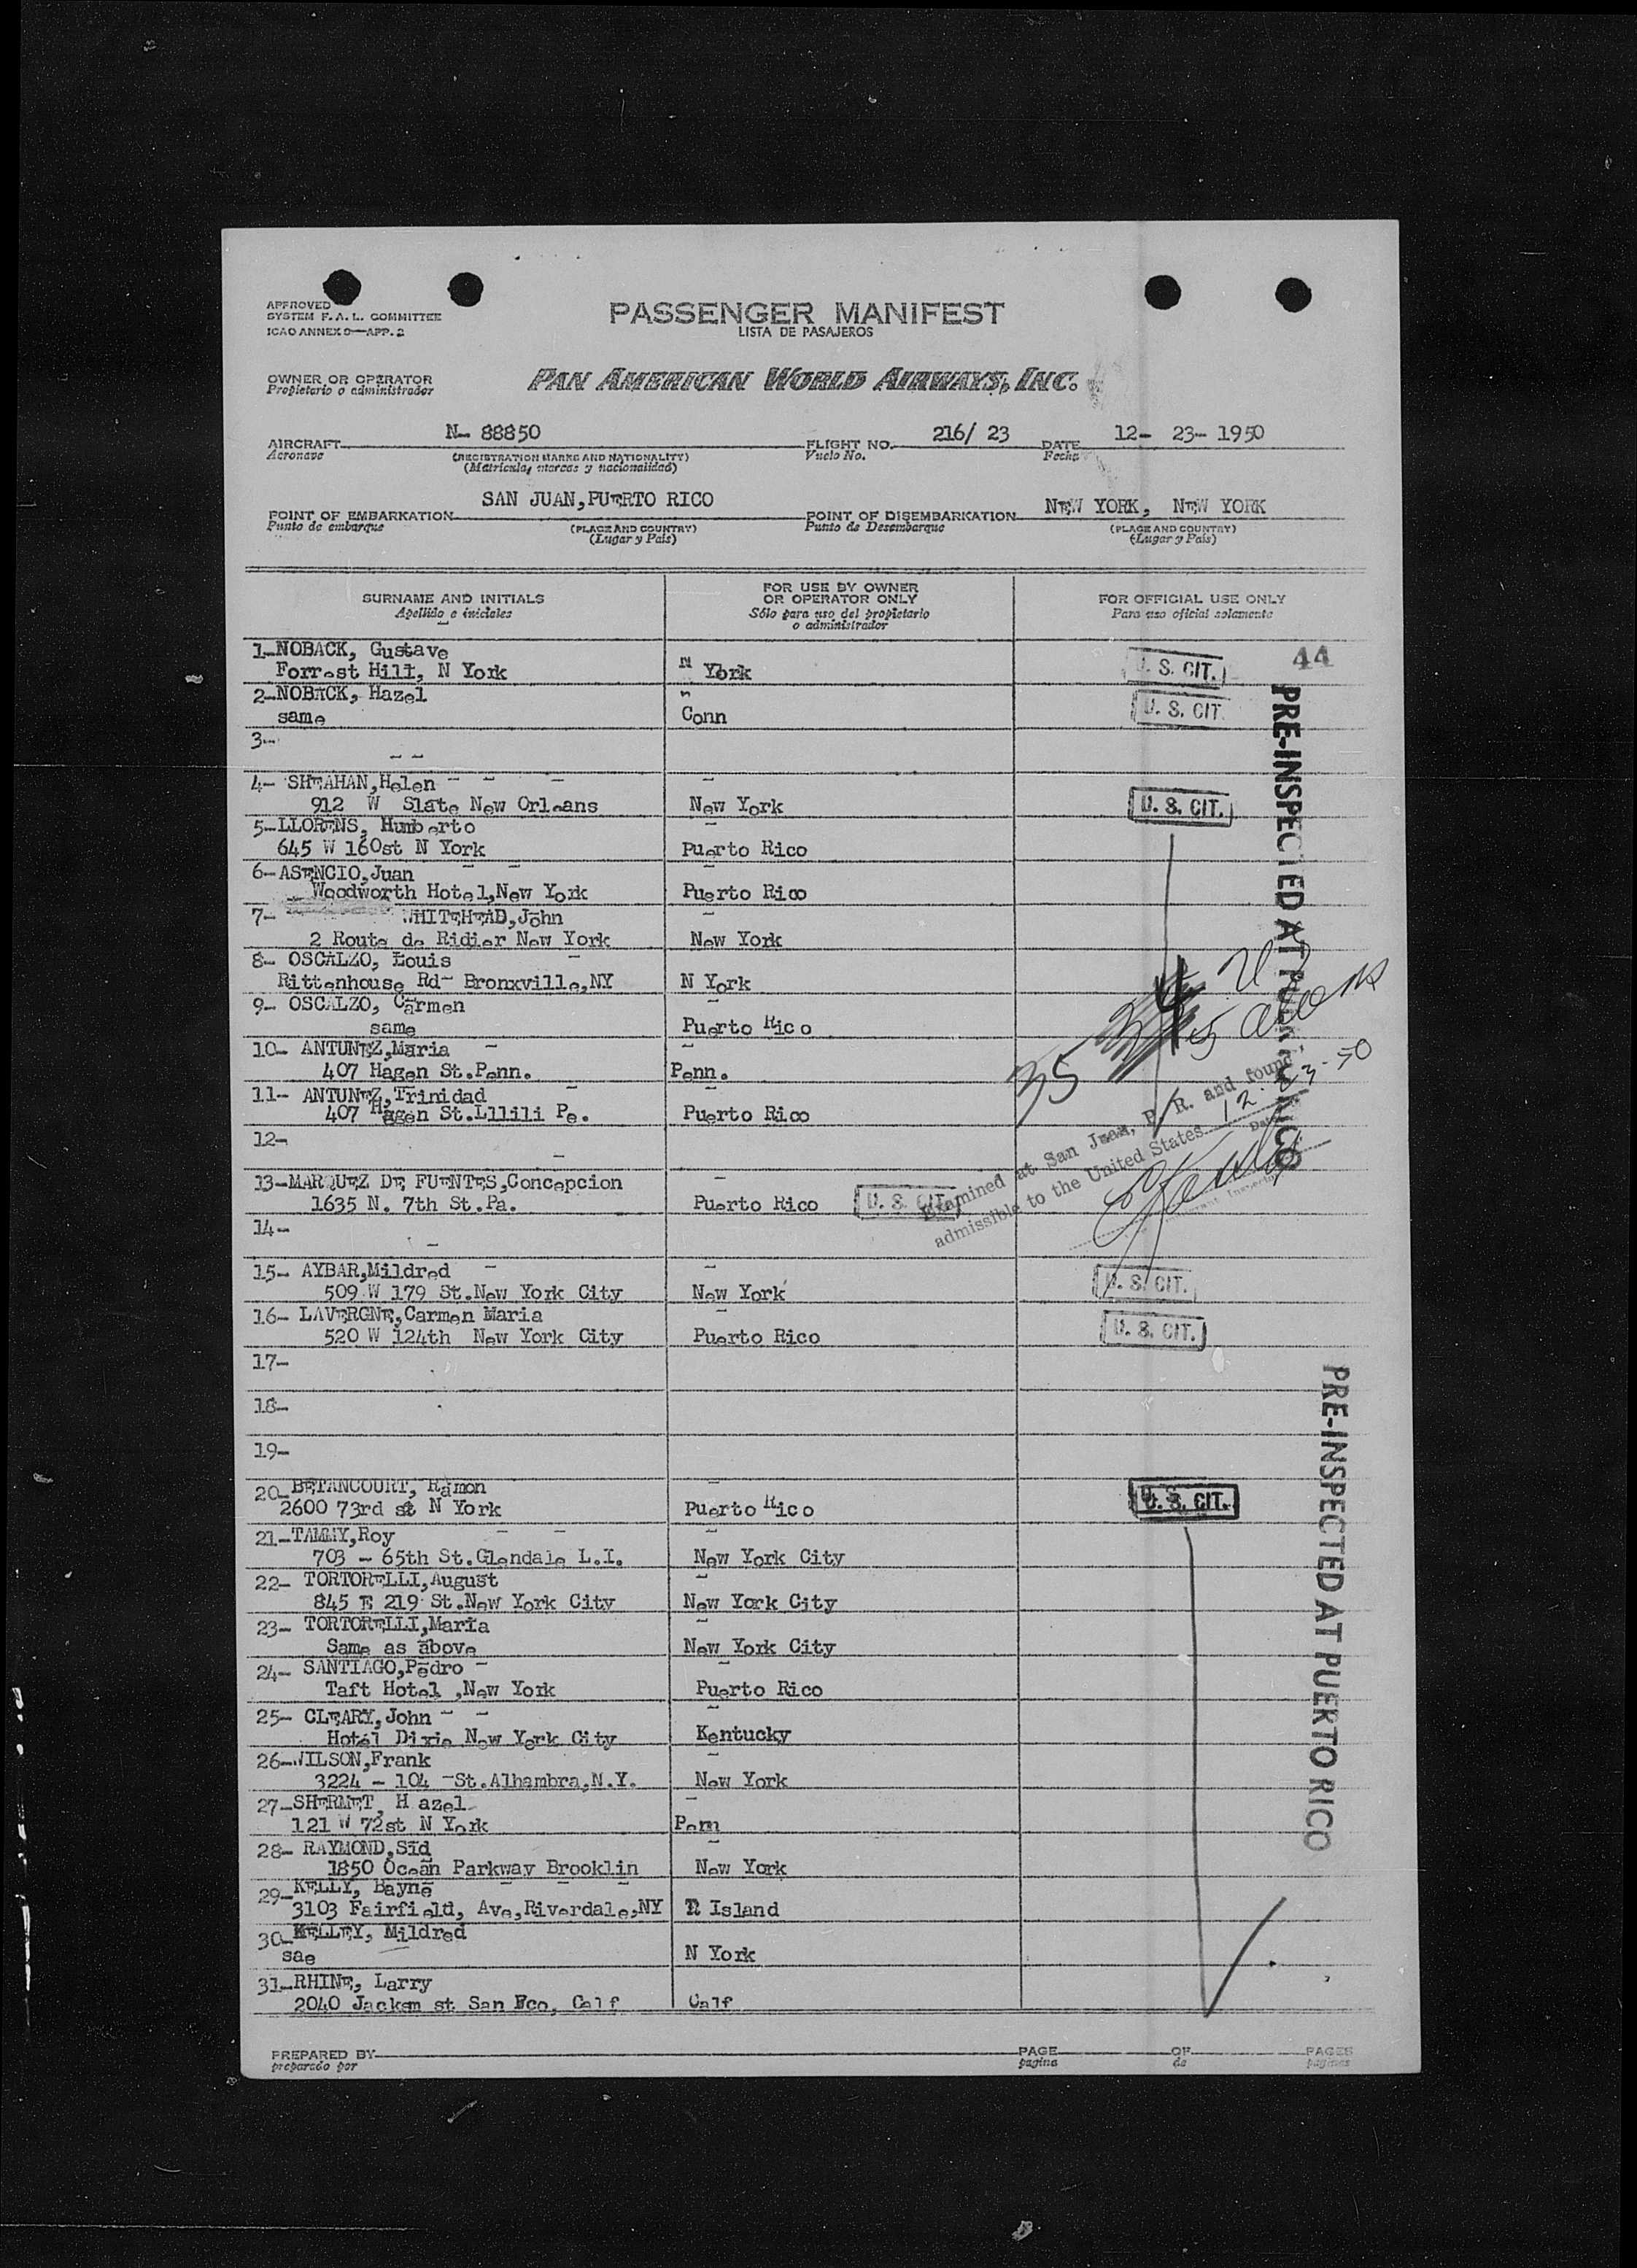 APPROVED
SYSTEM F. A. L. COMMITTEE
ICAO ANNEX 9—APP. 2
PASSENGER MANIFEST
LISTA DE PASAJEROS
OWNER OR OPERATOR
Propietario o administrador
PAN AMERICAN WORLD AIRWAYS, INC.
AIRCRAFT N- 88850 FLIGHT NO. 216/ 23 DATE 12- 23- 1950
Aeronave (REGISTRATION MARKS AND NATIONALITY) Vuelo No. Fecha
(Matricula, marcas y nacionalidad)
SAN JUAN,PUERTO RICO NEW YORK, NEW YORK
POINT OF EMBARKATION POINT OF DISEMBARKATION
Punto de embarque (PLACE AND COUNTRY) Punto de Desembarque (PLACE AND COUNTRY)
(Lugar y Pais) (Lugar y Pais)
SURNAME AND INITIALS
Apellido e iniciales
FOR USE BY OWNER
OR OPERATOR ONLY
Sólo para uso del propietario
o administrador
FOR OFFICIAL USE ONLY
Para uso oficial solamente
1-NOBACK, Gustave 44
Forrest Hill, N York N York U. S. CIT.
2-NOBACK, Hazel
same Conn U. S. CIT.
3-
4- SHEAHAN,Helen
912 W Slate New Orleans New York U. S. CIT.
5-LLORENS, Humberto
645 W 160st N York Puerto Rico
6-ASENCIO,Juan
Woodworth Hotel,New York Puerto Rico
7- WHITEHEAD,John
2 Route de Ridier New York New York
8- OSCALZO, Louis
Rittenhouse Rd- Bronxville,NY N York
9- OSCALZO, Carmen
same Puerto Rico
10- ANTUNEZ,Maria
407 Hagen St.Penn. Penn.
35
11- ANTUNEZ,Trinidad
407 Hagen St.Lllili Pe. Puerto Rico
12-
13-MARQUEZ DE FUENTES,Concepcion
1635 N. 7th St.Pa. Puerto Rico U. S. CIT.
Examined at San Juan, P. R. and found
admissible to the United States 12-23-50
Date
14-
15- AYBAR,Mildred
509 W 179 St.New York City New York U. S. CIT.
16- LAVERGNE,Carmen Maria
520 W 124th New York City Puerto Rico U. S. CIT.
17-
18-
19-
20-BETANCOURT, Ramon
2600 73rd st N York Puerto Rico U. S. CIT.
21-TAMMY,Roy
703 - 65th St.Glendale L.I. New York City
22- TORTORELLI,August
845 E 219 St.New York City New York City
23- TORTORELLI,Maria
Same as above New York City
24- SANTIAGO,Pedro
Taft Hotel ,New York Puerto Rico
25- CLEARY,John
Hotel Dixie New York City Kentucky
26-WILSON,Frank
3224 - 104 -St.Alhambra,N.Y. New York
27-SHERMET, H azel
121 W 72st N York
28- RAYMOND,Sid
1850 Ocean Parkway Brooklin New York
29-KELLY, Bayne
3103 Fairfield, Ave,Riverdale,NY Island
30-KELLEY, Mildred
sae N York
31-RHINE, Larry
2040 Jackem st San Fco, Calf Calf
PRE-INSPECTED AT PUERTO RICO
PRE-INSPECTED AT PUERTO RICO
PREPARED BY PAGE OF PAGES
preparado por pagina de paginas